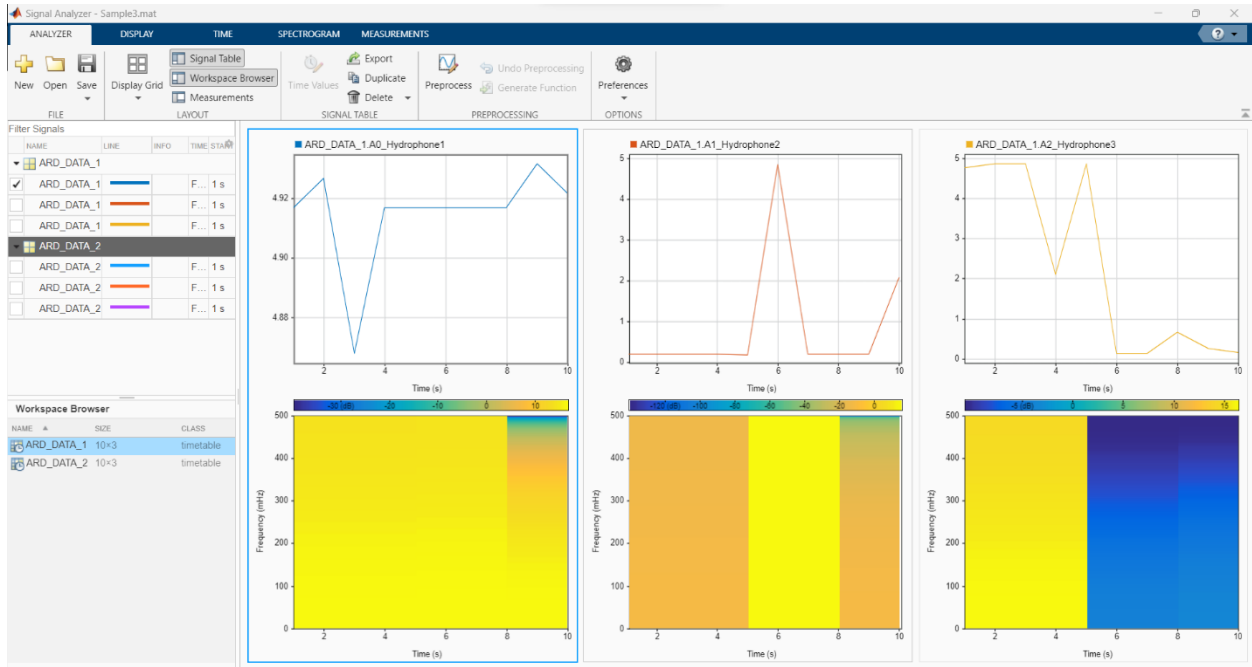 Signal Analyzer - Sample3.mat
ANALYZER DISPLAY TIME SPECTROGRAM MEASUREMENTS
New Open Save Display Grid Signal Table Workspace Browser Measurements Time Values Export Duplicate Delete Preprocess Undo Preprocessing Generate Function Preferences
FILE LAYOUT SIGNAL TABLE PREPROCESSING OPTIONS
Filter Signals
NAME LINE INFO TIME START
ARD_DATA_1
ARD_DATA_1 F... 1 s
ARD_DATA_1 F... 1 s
ARD_DATA_1 F... 1 s
ARD_DATA_2
ARD_DATA_2 F... 1 s
ARD_DATA_2 F... 1 s
ARD_DATA_2 F... 1 s
Workspace Browser
NAME SIZE CLASS
ARD_DATA_1 10×3 timetable
ARD_DATA_2 10×3 timetable
ARD_DATA_1.A0_Hydrophone1
4.92
4.90
4.88
2 4 6 8 10
Time (s)
-30 (dB) -20 -10 0 10
500
400
300
200
100
0
Frequency (mHz)
2 4 6 8 10
Time (s)
ARD_DATA_1.A1_Hydrophone2
5
4
3
2
1
0
2 4 6 8 10
Time (s)
-120 (dB) -100 -80 -60 -40 -20 0
500
400
300
200
100
0
Frequency (mHz)
2 4 6 8 10
Time (s)
ARD_DATA_1.A2_Hydrophone3
5
4
3
2
1
0
2 4 6 8 10
Time (s)
-5 (dB) 0 5 10 15
500
400
300
200
100
0
Frequency (mHz)
2 4 6 8 10
Time (s)